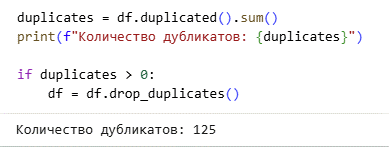 duplicates = df.duplicated().sum()
print(f"Количество дубликатов: {duplicates}")
if duplicates > 0:
    df = df.drop_duplicates()
Количество дубликатов: 125